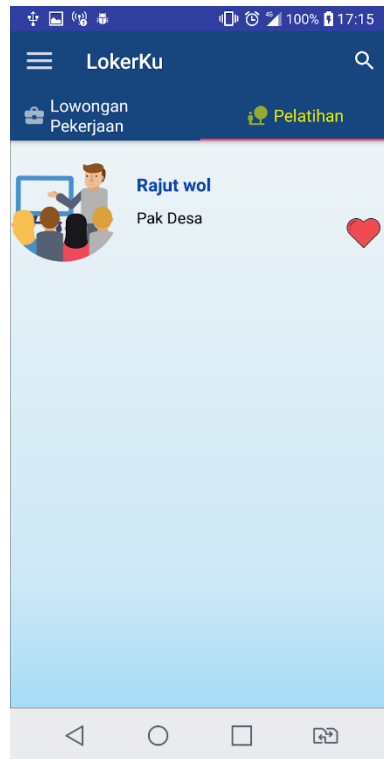 100% 17:15
LokerKu
Lowongan
Pekerjaan
Pelatihan
Rajut wol
Pak Desa